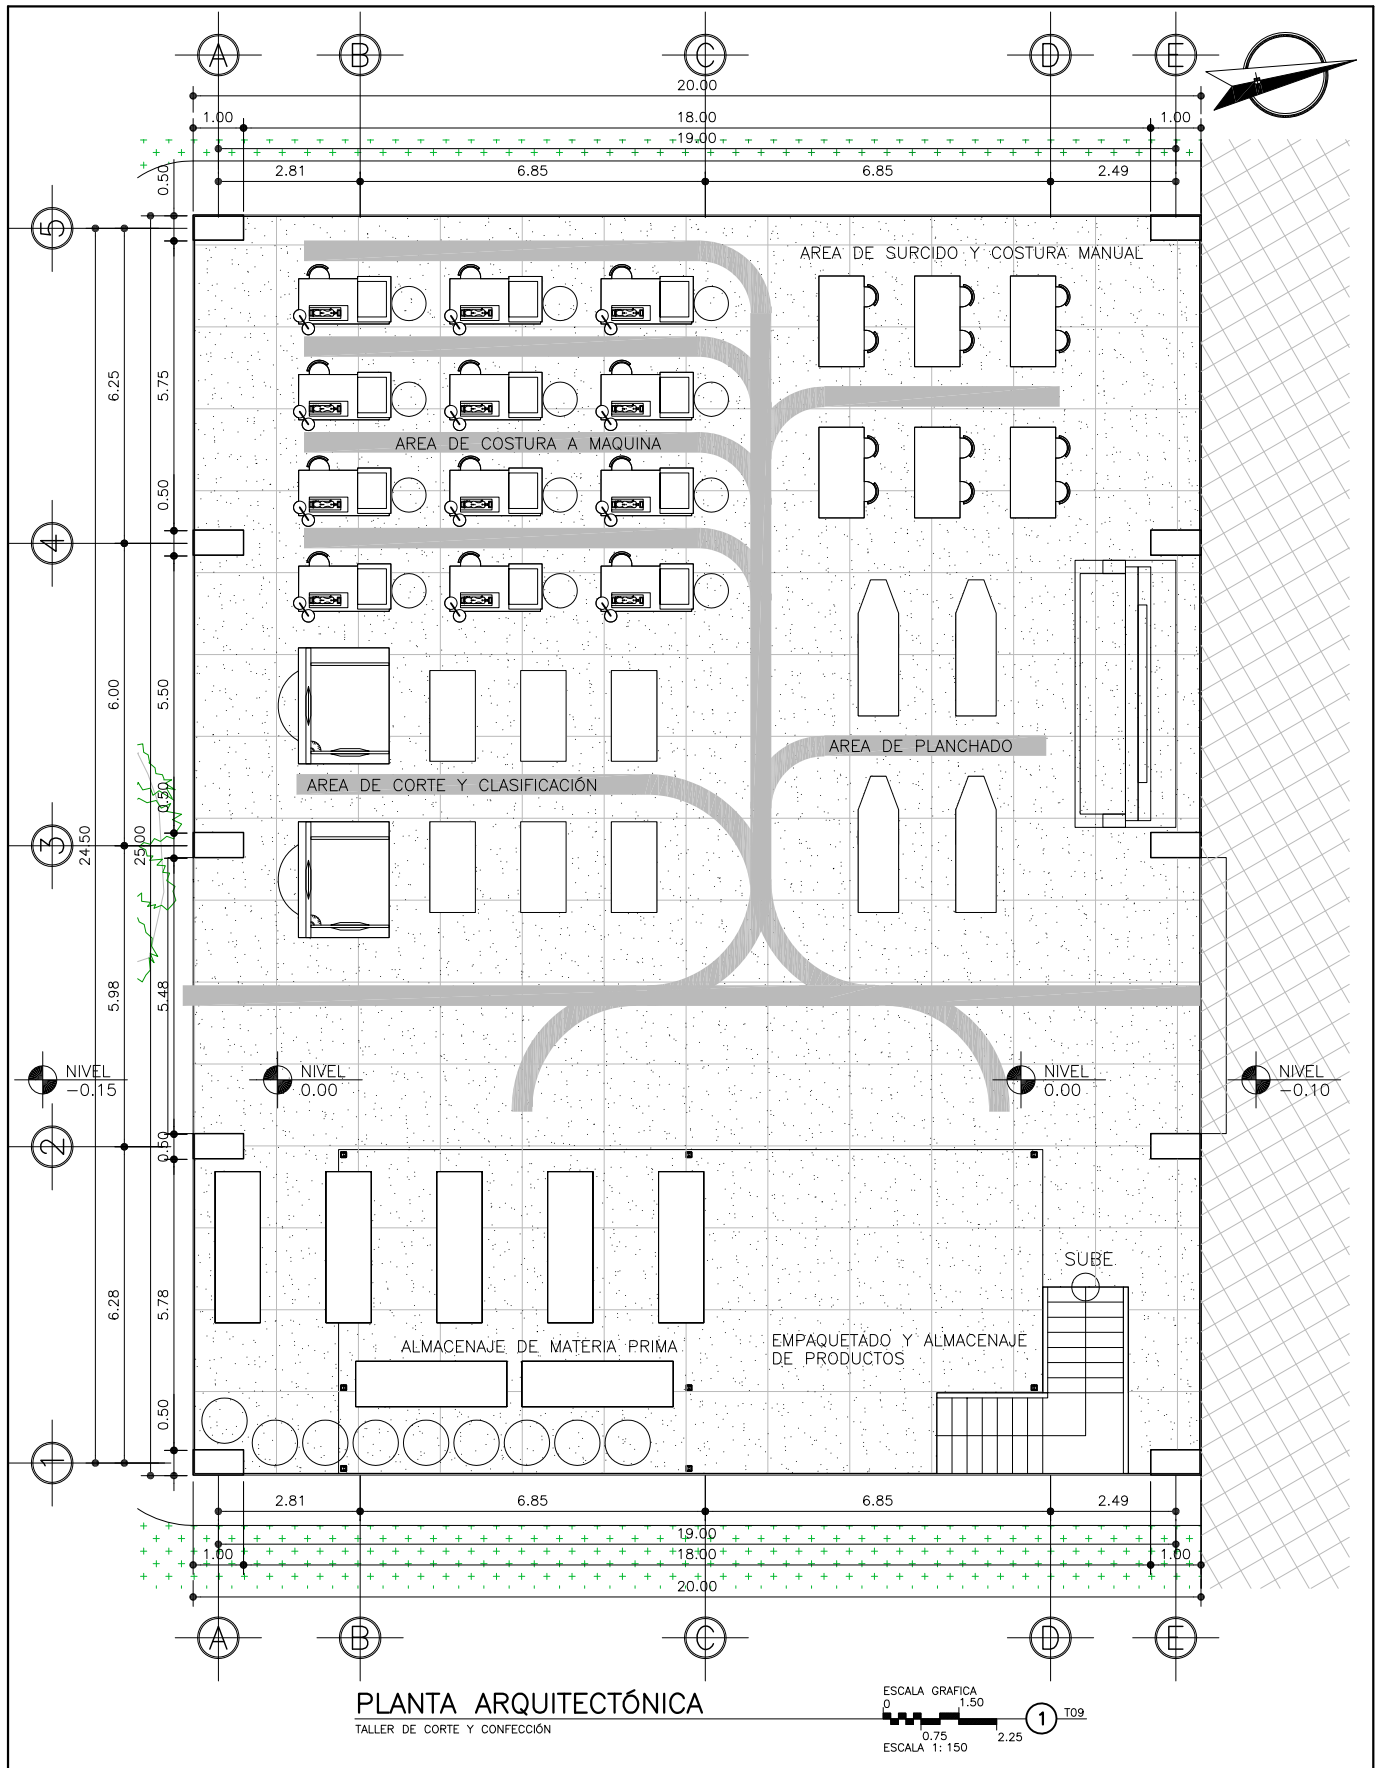 A B C D E
N
20.00
1.00 18.00 1.00
19.00
2.81 6.85 6.85 2.49
0.50
5
AREA DE SURCIDO Y COSTURA MANUAL
6.25 5.75
AREA DE COSTURA A MAQUINA
0.50
4
6.00 5.50
AREA DE PLANCHADO
AREA DE CORTE Y CLASIFICACIÓN
0.50
3
24.50 25.00
5.98 5.48
NIVEL
-0.15
NIVEL
0.00
NIVEL
0.00
NIVEL
-0.10
2
0.50
SUBE
6.28 5.78
ALMACENAJE DE MATERIA PRIMA
EMPAQUETADO Y ALMACENAJE
DE PRODUCTOS
0.50
1
2.81 6.85 6.85 2.49
19.00
1.00 18.00 1.00
20.00
A B C D E
PLANTA ARQUITECTÓNICA
TALLER DE CORTE Y CONFECCIÓN
ESCALA GRAFICA
0 1.50
0.75 2.25
ESCALA 1:150
1 T09